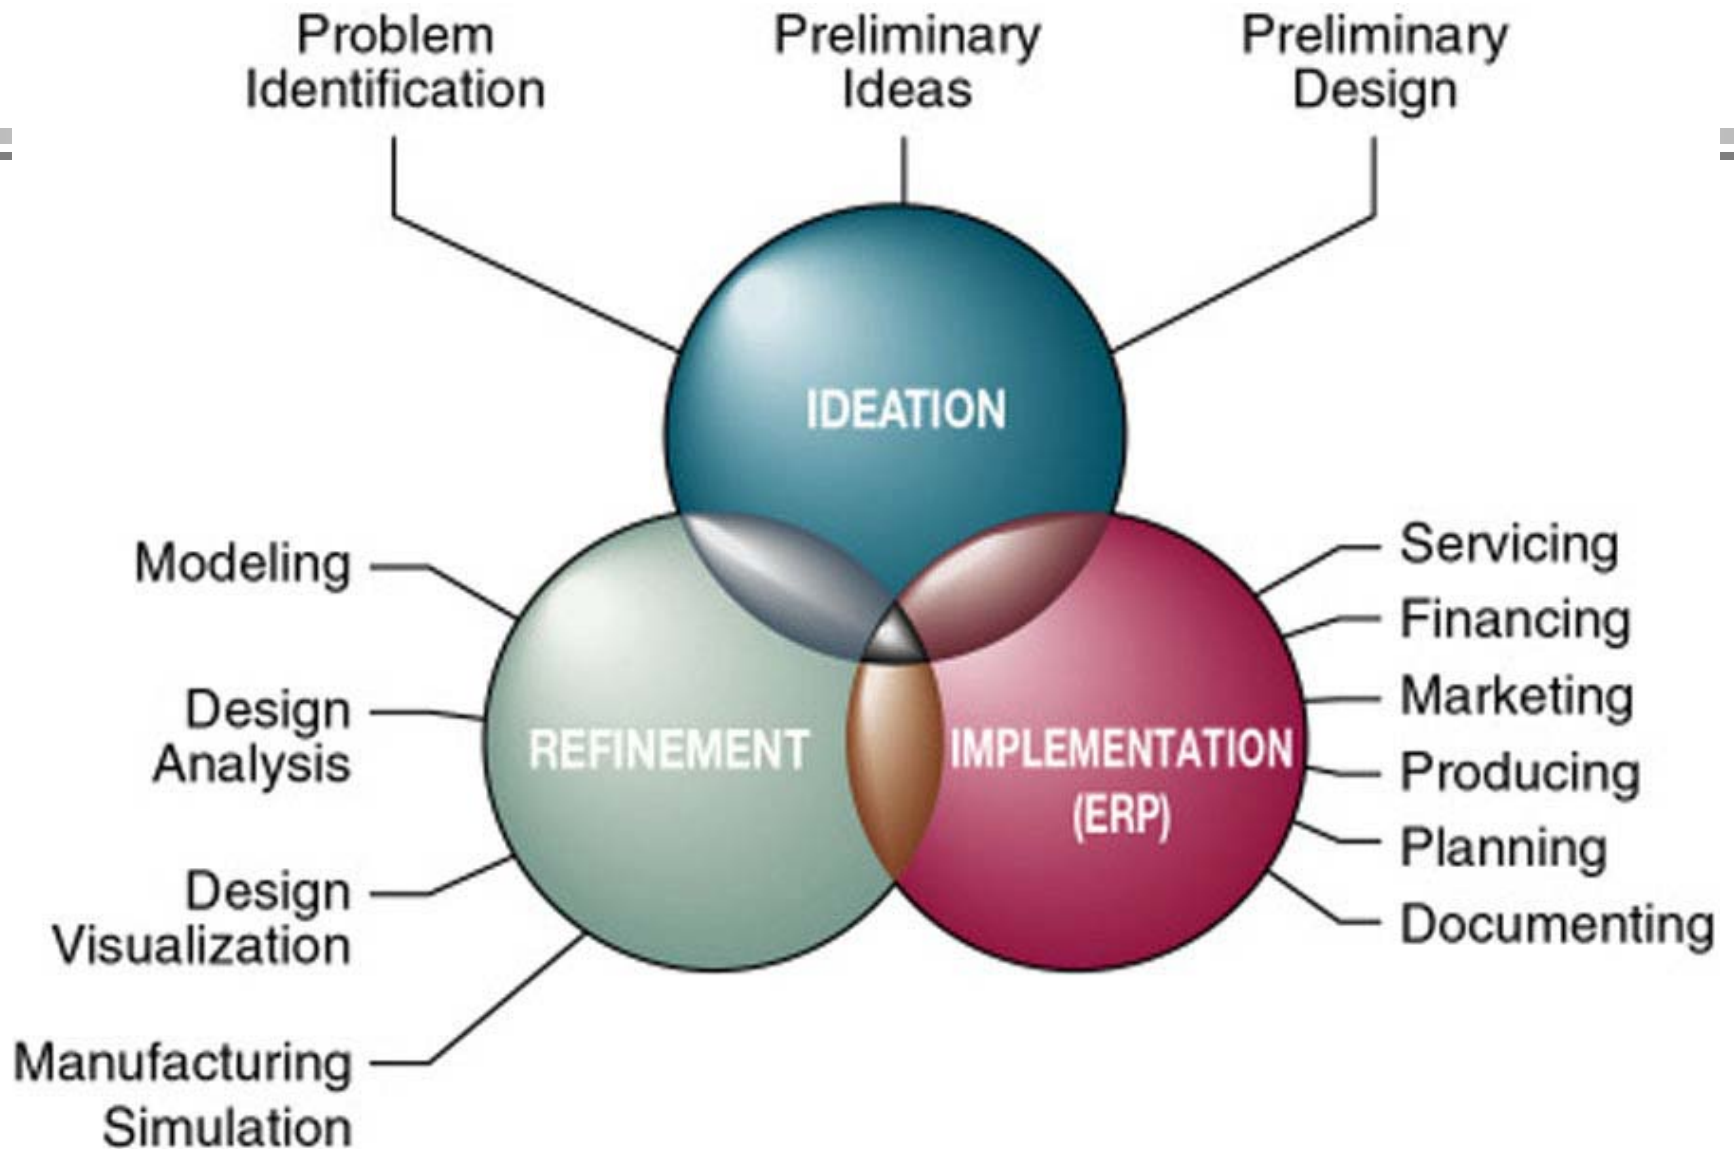 Problem
Identification
Preliminary
Ideas
Preliminary
Design
IDEATION
Modeling
Design
Analysis
Design
Visualization
Manufacturing
Simulation
REFINEMENT
IMPLEMENTATION
(ERP)
Servicing
Financing
Marketing
Producing
Planning
Documenting